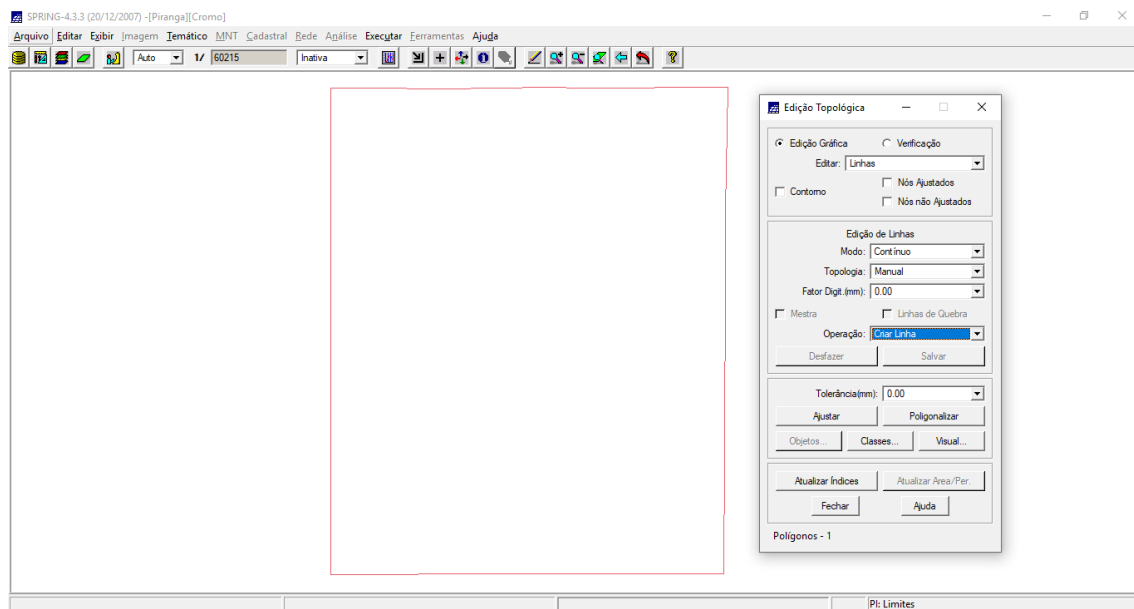 SPRING-4.3.3 (20/12/2007) -[Piranga][Cromo]
Arquivo Editar Exibir Imagem Temático MNT Cadastral Rede Análise Executar Ferramentas Ajuda
Auto 1/ 60215 Inativa
Edição Topológica
Edição Gráfica Verificação
Editar: Linhas
Nós Ajustados
Contorno
Nós não Ajustados
Edição de Linhas
Modo: Contínuo
Topologia: Manual
Fator Digit.(mm): 0.00
Mestra Linhas de Quebra
Operação: Criar Linha
Desfazer Salvar
Tolerância(mm): 0.00
Ajustar Poligonalizar
Objetos... Classes... Visual...
Atualizar Índices Atualizar Area/Per.
Fechar Ajuda
Polígonos - 1
PI: Limites